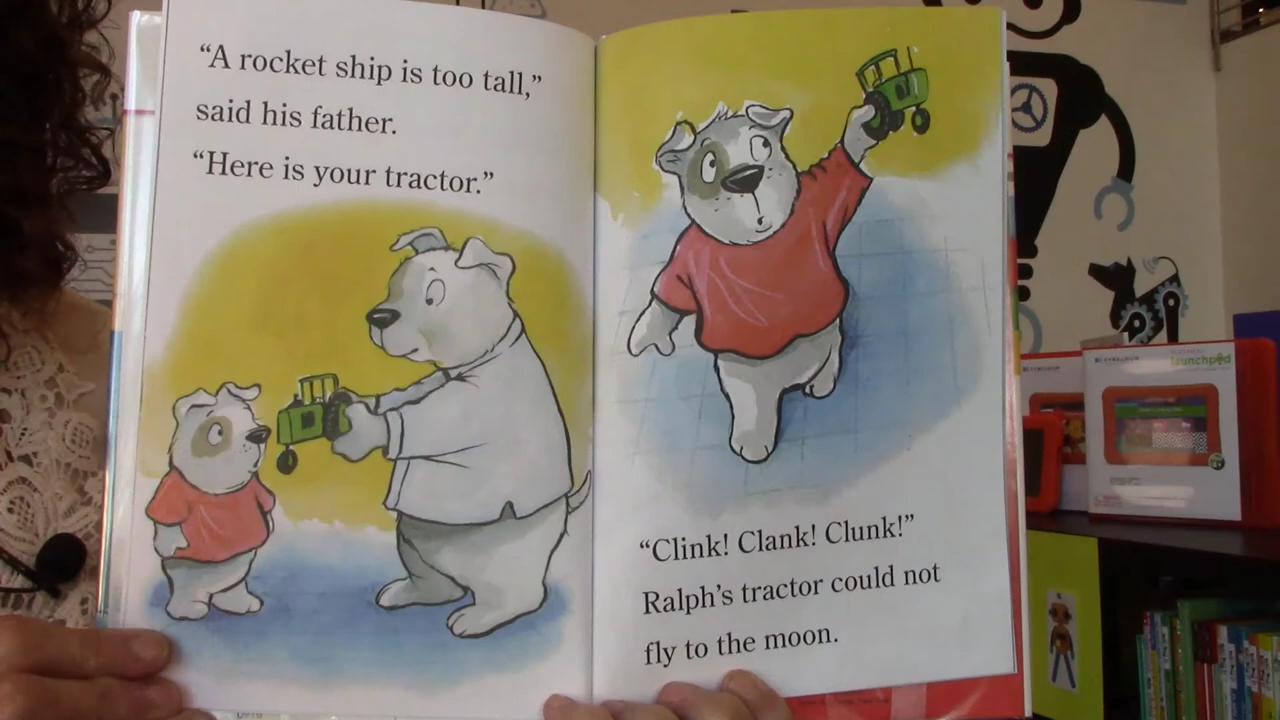 “A rocket ship is too tall,”
said his father.
“Here is your tractor.”
“Clink! Clank! Clunk!”
Ralph’s tractor could not
fly to the moon.
launchpad